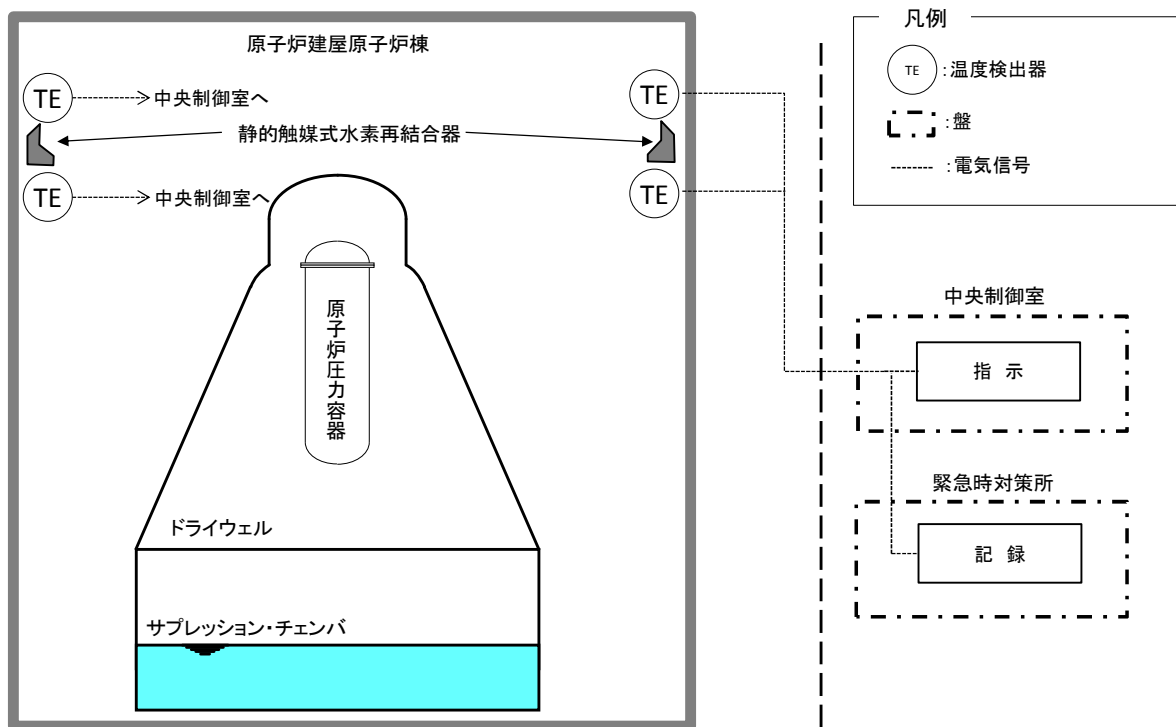 原子炉建屋原子炉棟
TE
中央制御室へ
TE
静的触媒式水素再結合器
TE
中央制御室へ
TE
原子炉圧力容器
ドライウェル
サプレッション・チェンバ
凡例
TE :温度検出器
:盤
:電気信号
中央制御室
指 示
緊急時対策所
記 録